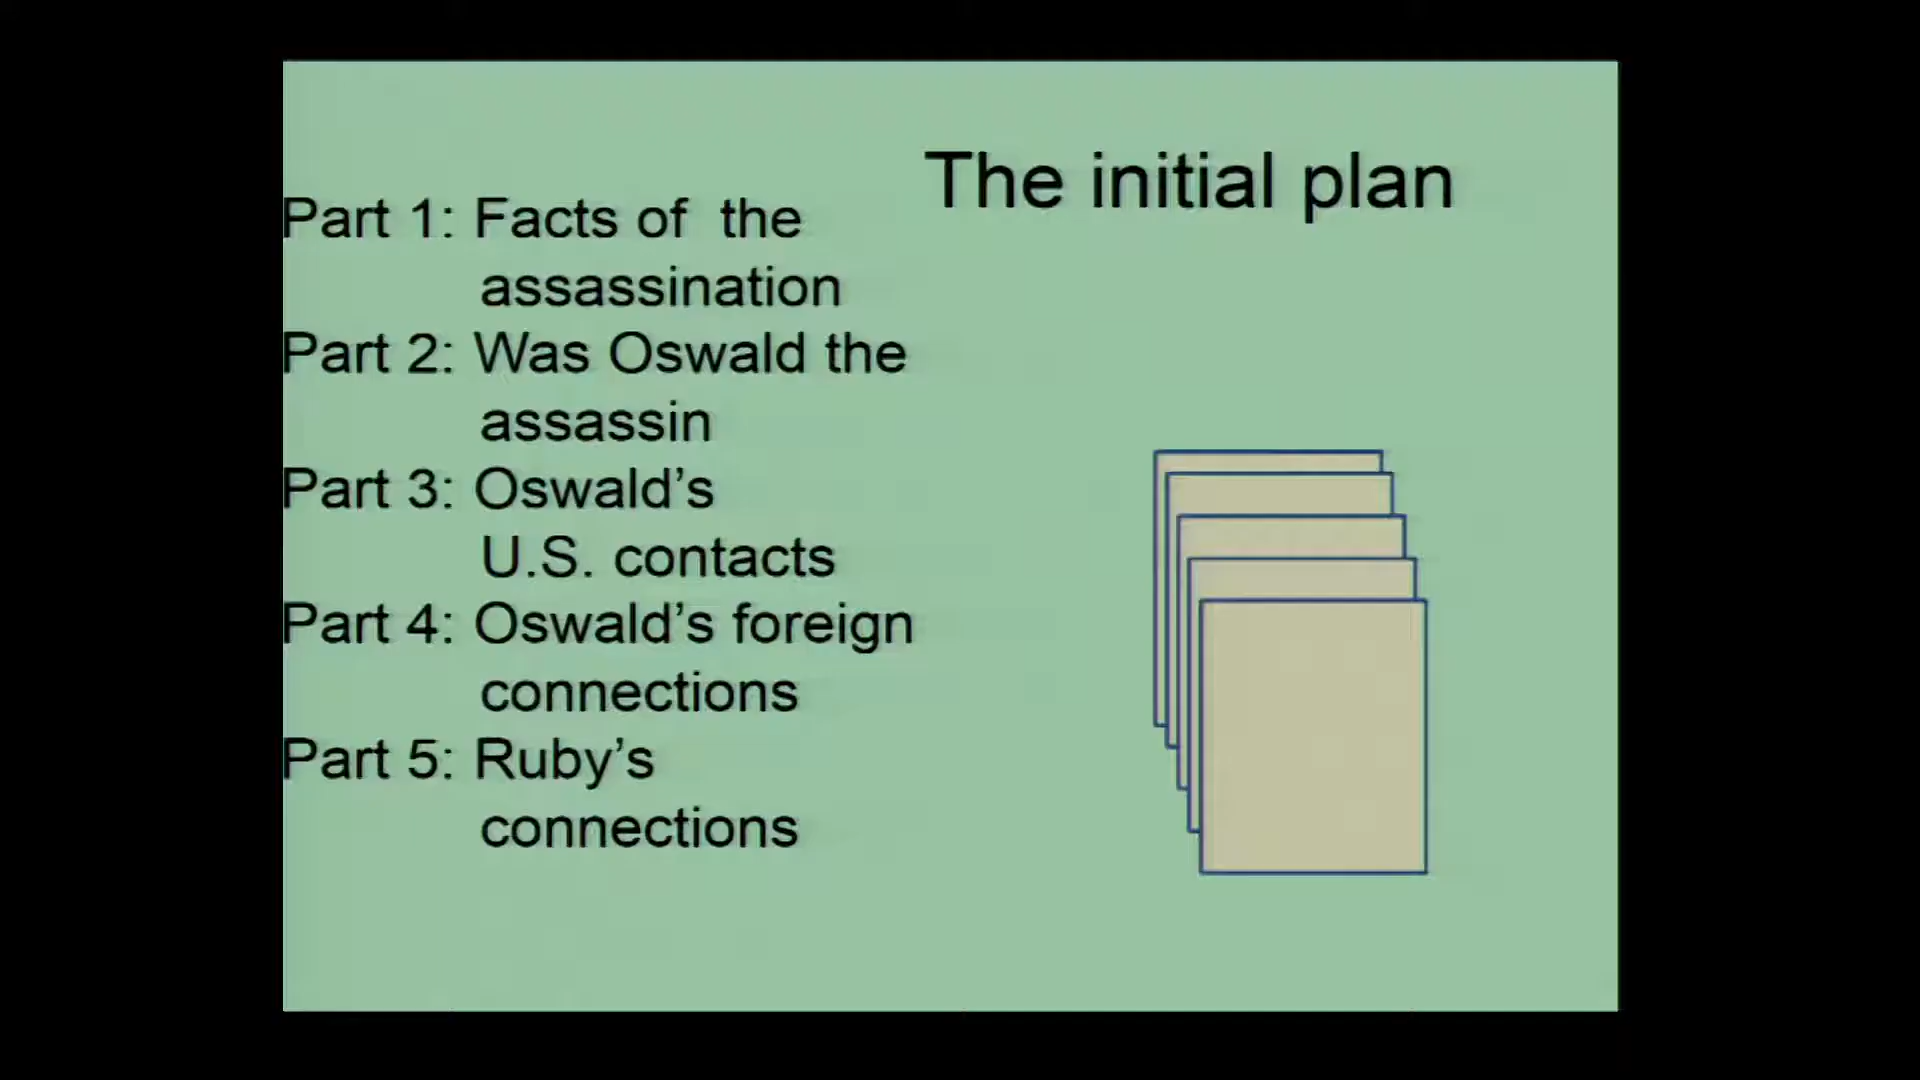 The initial plan
Part 1: Facts of  the
assassination
Part 2: Was Oswald the
assassin
Part 3: Oswald’s
U.S. contacts
Part 4: Oswald’s foreign
connections
Part 5: Ruby’s
connections